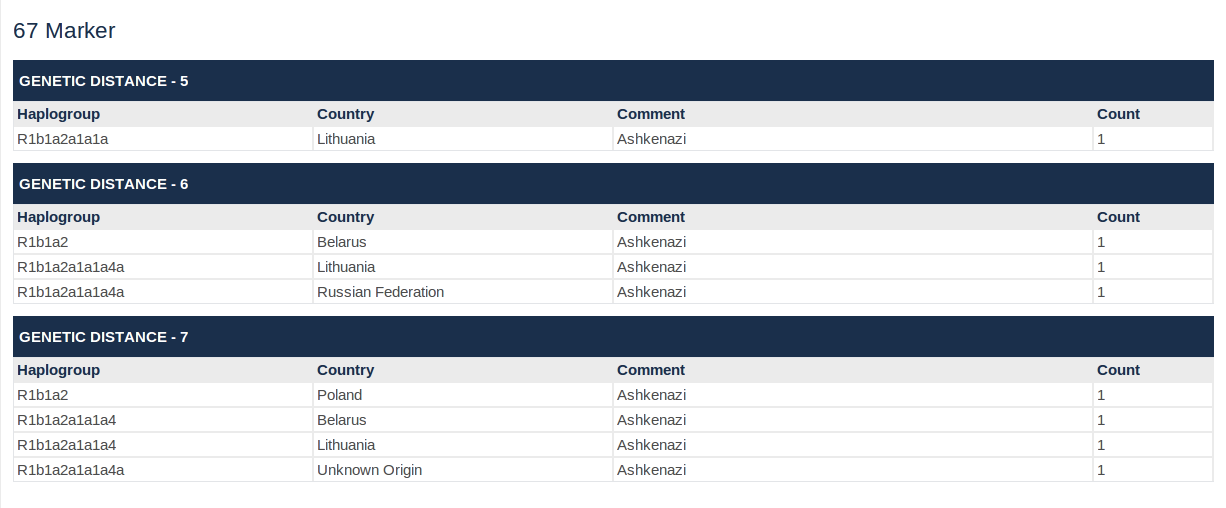 67 Marker
GENETIC DISTANCE - 5
Haplogroup Country Comment Count
R1b1a2a1a1a Lithuania Ashkenazi 1
GENETIC DISTANCE - 6
Haplogroup Country Comment Count
R1b1a2 Belarus Ashkenazi 1
R1b1a2a1a1a4a Lithuania Ashkenazi 1
R1b1a2a1a1a4a Russian Federation Ashkenazi 1
GENETIC DISTANCE - 7
Haplogroup Country Comment Count
R1b1a2 Poland Ashkenazi 1
R1b1a2a1a1a4 Belarus Ashkenazi 1
R1b1a2a1a1a4 Lithuania Ashkenazi 1
R1b1a2a1a1a4a Unknown Origin Ashkenazi 1